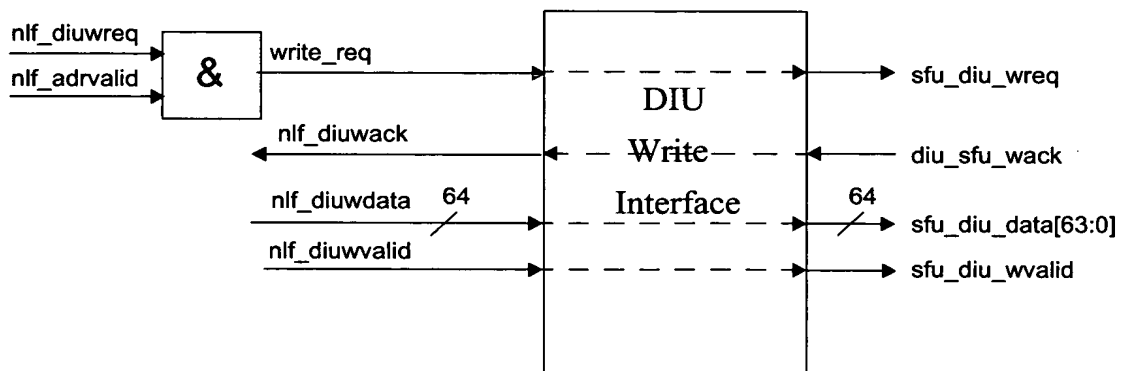 nlf_diuwreq
nlf_adrvalid
&
write_req
sfu_diu_wreq
DIU
nlf_diuwack
Write
diu_sfu_wack
nlf_diuwdata
64
Interface
64
sfu_diu_data[63:0]
nlf_diuwvalid
sfu_diu_wvalid